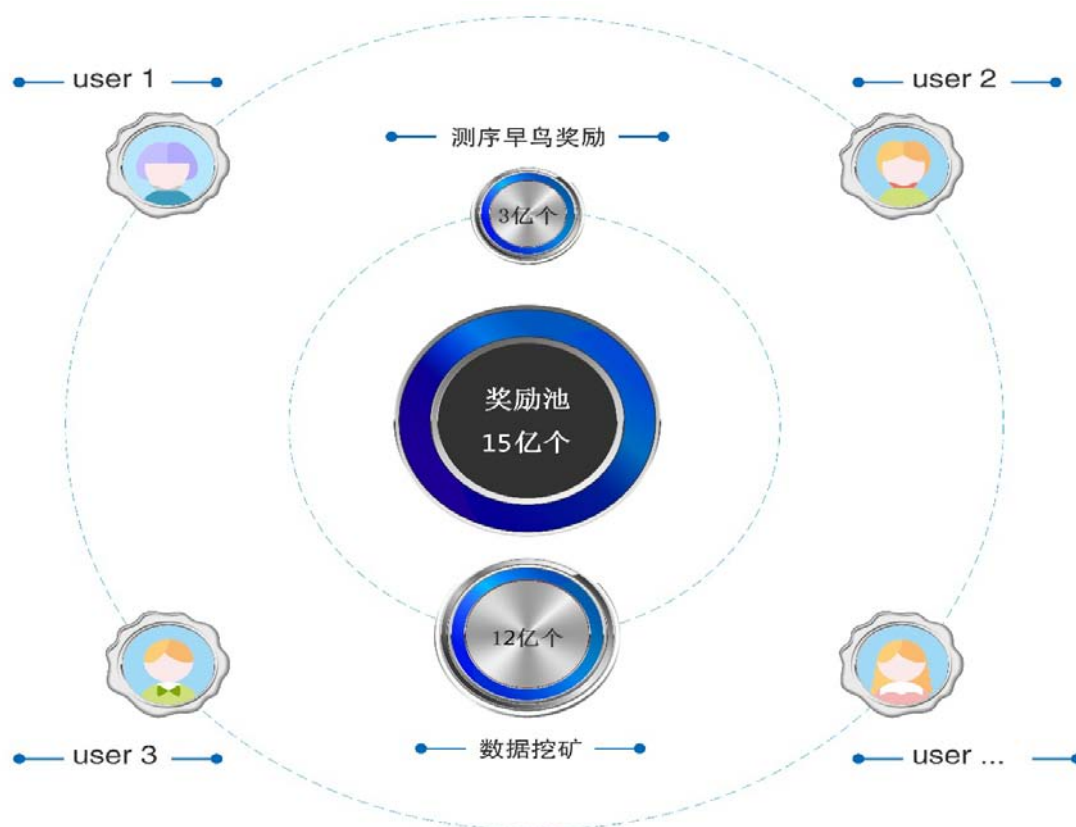 user 1
user 2
测序早鸟奖励
3亿个
奖励池
15亿个
12亿个
数据挖矿
user 3
user ...